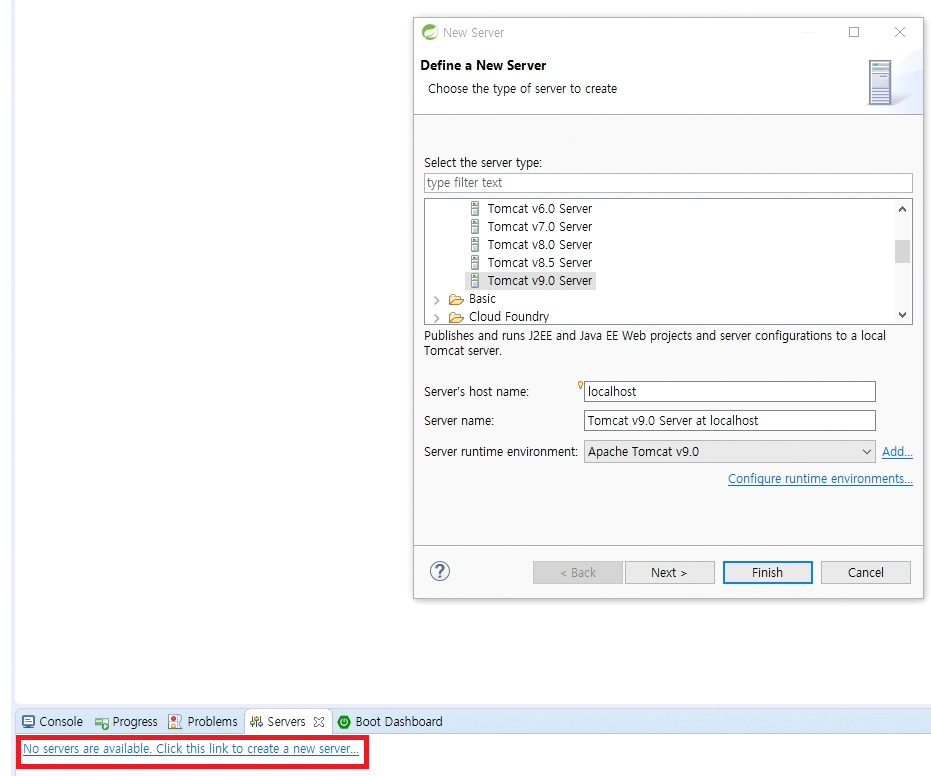 New Server
Define a New Server
Choose the type of server to create
Select the server type:
type filter text
Tomcat v6.0 Server
Tomcat v7.0 Server
Tomcat v8.0 Server
Tomcat v8.5 Server
Tomcat v9.0 Server
Basic
Cloud Foundry
Publishes and runs J2EE and Java EE Web projects and server configurations to a local
Tomcat server.
Server's host name: localhost
Server name: Tomcat v9.0 Server at localhost
Server runtime environment: Apache Tomcat v9.0 Add...
Configure runtime environments...
? < Back Next > Finish Cancel
Console Progress Problems Servers Boot Dashboard
No servers are available. Click this link to create a new server...